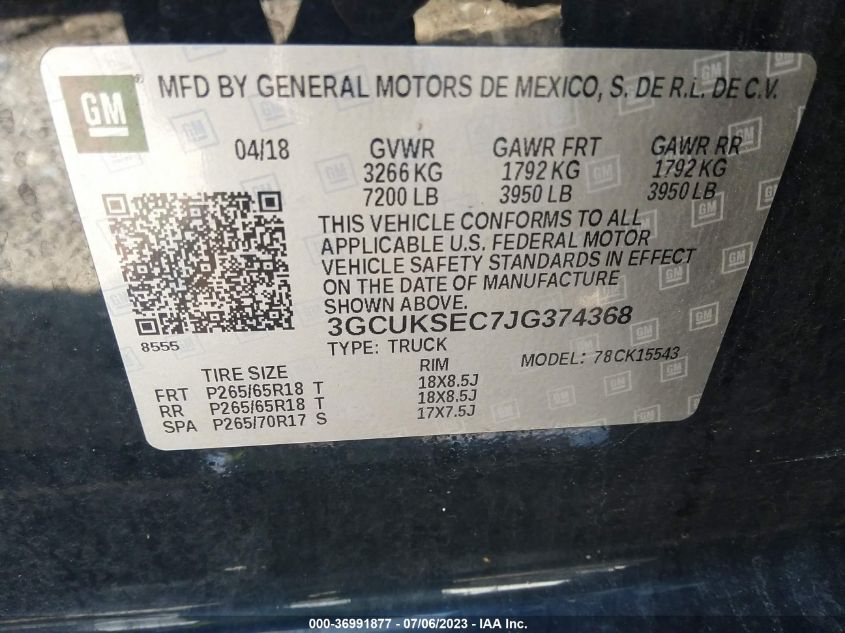 GM
MFD BY GENERAL MOTORS DE MEXICO, S. DE R.L. DE C.V.
04/18 GVWR GAWR FRT GAWR RR
3266 KG 1792 KG 1792 KG
7200 LB 3950 LB 3950 LB
THIS VEHICLE CONFORMS TO ALL
APPLICABLE U.S. FEDERAL MOTOR
VEHICLE SAFETY STANDARDS IN EFFECT
ON THE DATE OF MANUFACTURE
SHOWN ABOVE.
3GCUKSEC7JG374368
8555 TYPE: TRUCK MODEL: 78CK15543
TIRE SIZE RIM
FRT P265/65R18 T 18X8.5J
RR P265/65R18 T 18X8.5J
SPA P265/70R17 S 17X7.5J
000-36991877 - 07/06/2023 - IAA Inc.